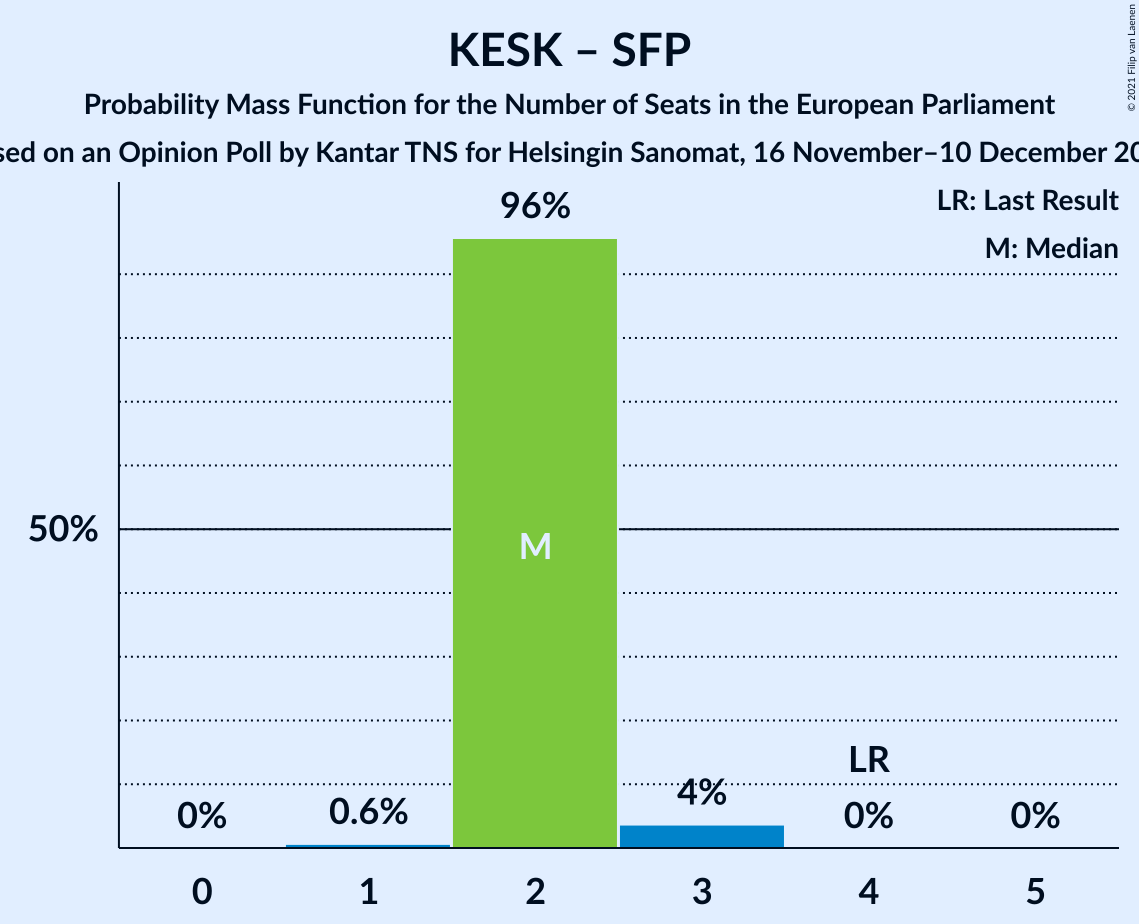 KESK – SFP
Probability Mass Function for the Number of Seats in the European Parliament
on an Opinion Poll by Kantar TNS for Helsingin Sanomat, 16 November–10 December
© 2021 Filip van Laenen
LR: Last Result
M: Median
96%
50%
M
LR
0%
0.6%
4%
0%
0%
0 1 2 3 4 5